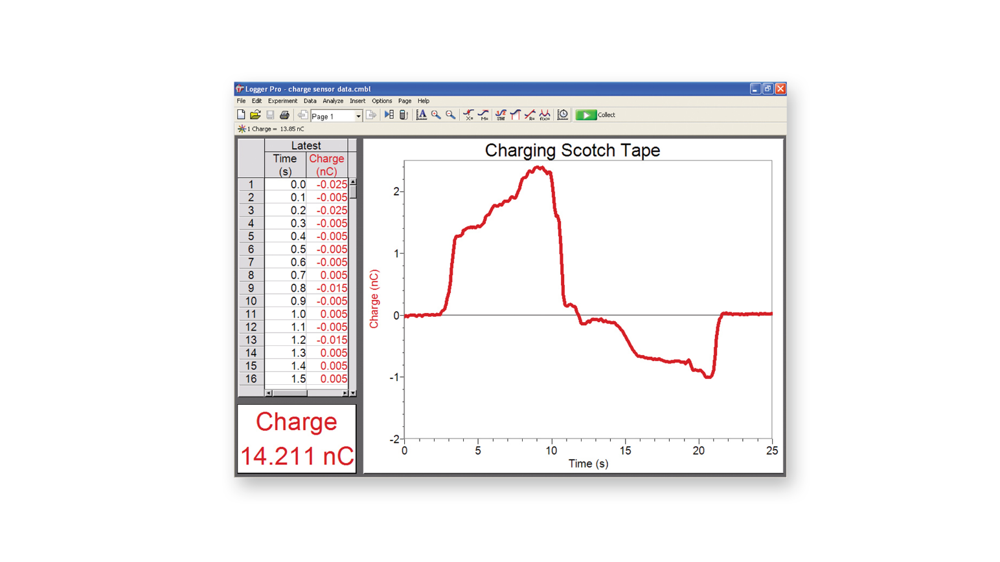 Logger Pro - charge sensor data.cmbl
File Edit Experiment Data Analyze Insert Options Page Help
Page 1
Collect
1 Charge = 13.85 nC
Latest
Time Charge
(s) (nC)
1 0.0 -0.025
2 0.1 -0.005
3 0.2 -0.025
4 0.3 -0.005
5 0.4 -0.005
6 0.5 -0.005
7 0.6 -0.005
8 0.7 0.005
9 0.8 -0.015
10 0.9 -0.005
11 1.0 0.005
12 1.1 -0.005
13 1.2 -0.015
14 1.3 0.005
15 1.4 0.005
16 1.5 0.005
Charge
14.211 nC
Charging Scotch Tape
Charge (nC)
2
1
0
-1
-2
0 5 10 15 20 25
Time (s)